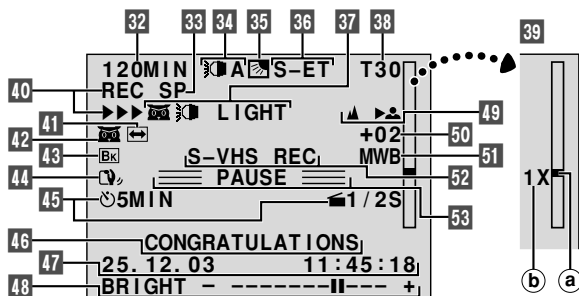 32 33 34 35 36 37 38 39
120MIN A S-ET T30
40 REC SP
LIGHT 49
41
42 +02 50
43 BK S-VHS REC MWB 51
44 PAUSE 52
45 5MIN 1/2S 53
1X
46 CONGRATULATIONS
47 25.12.03 11:45:18
48 BRIGHT - - - - - - - - - - - - +
b a